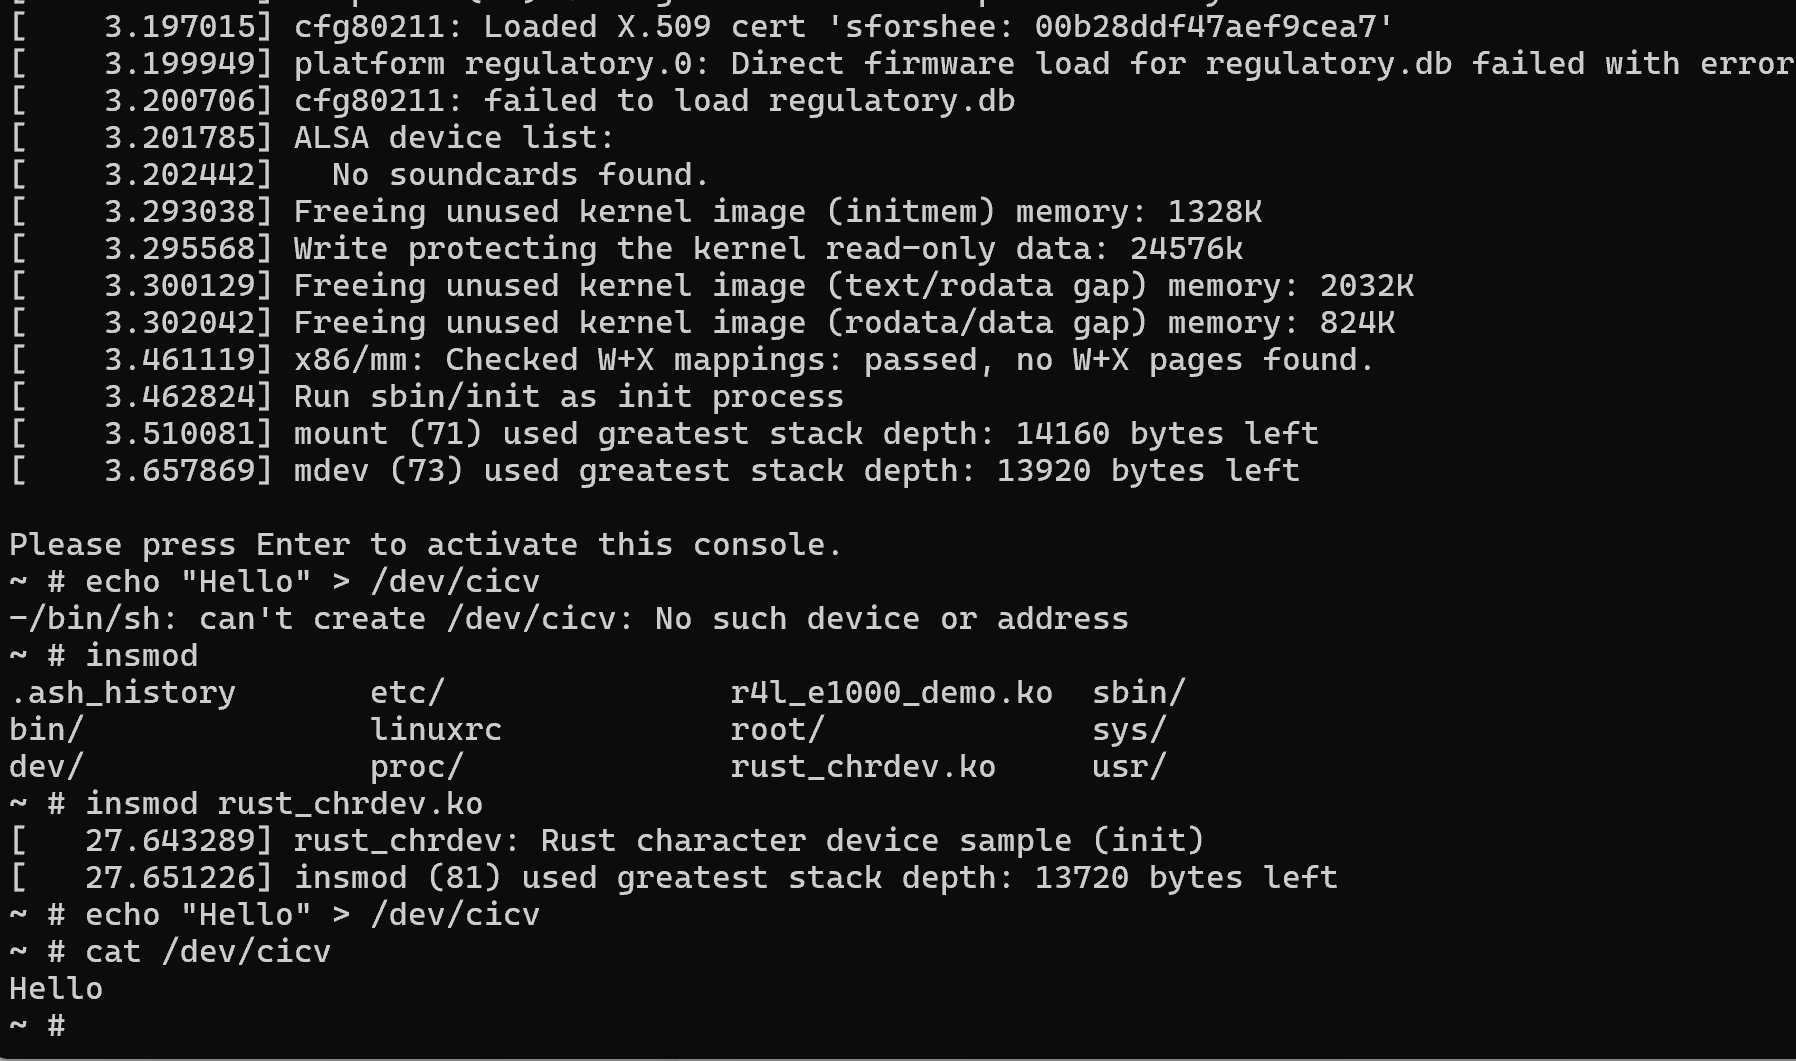 [    3.197015] cfg80211: Loaded X.509 cert 'sforshee: 00b28ddf47aef9cea7'
[    3.199949] platform regulatory.0: Direct firmware load for regulatory.db failed with error
[    3.200706] cfg80211: failed to load regulatory.db
[    3.201785] ALSA device list:
[    3.202442]   No soundcards found.
[    3.293038] Freeing unused kernel image (initmem) memory: 1328K
[    3.295568] Write protecting the kernel read-only data: 24576k
[    3.300129] Freeing unused kernel image (text/rodata gap) memory: 2032K
[    3.302042] Freeing unused kernel image (rodata/data gap) memory: 824K
[    3.461119] x86/mm: Checked W+X mappings: passed, no W+X pages found.
[    3.462824] Run sbin/init as init process
[    3.510081] mount (71) used greatest stack depth: 14160 bytes left
[    3.657869] mdev (73) used greatest stack depth: 13920 bytes left

Please press Enter to activate this console.
~ # echo "Hello" > /dev/cicv
-/bin/sh: can't create /dev/cicv: No such device or address
~ # insmod
.ash_history       etc/               r4l_e1000_demo.ko  sbin/
bin/               linuxrc            root/              sys/
dev/               proc/              rust_chrdev.ko     usr/
~ # insmod rust_chrdev.ko
[   27.643289] rust_chrdev: Rust character device sample (init)
[   27.651226] insmod (81) used greatest stack depth: 13720 bytes left
~ # echo "Hello" > /dev/cicv
~ # cat /dev/cicv
Hello
~ #